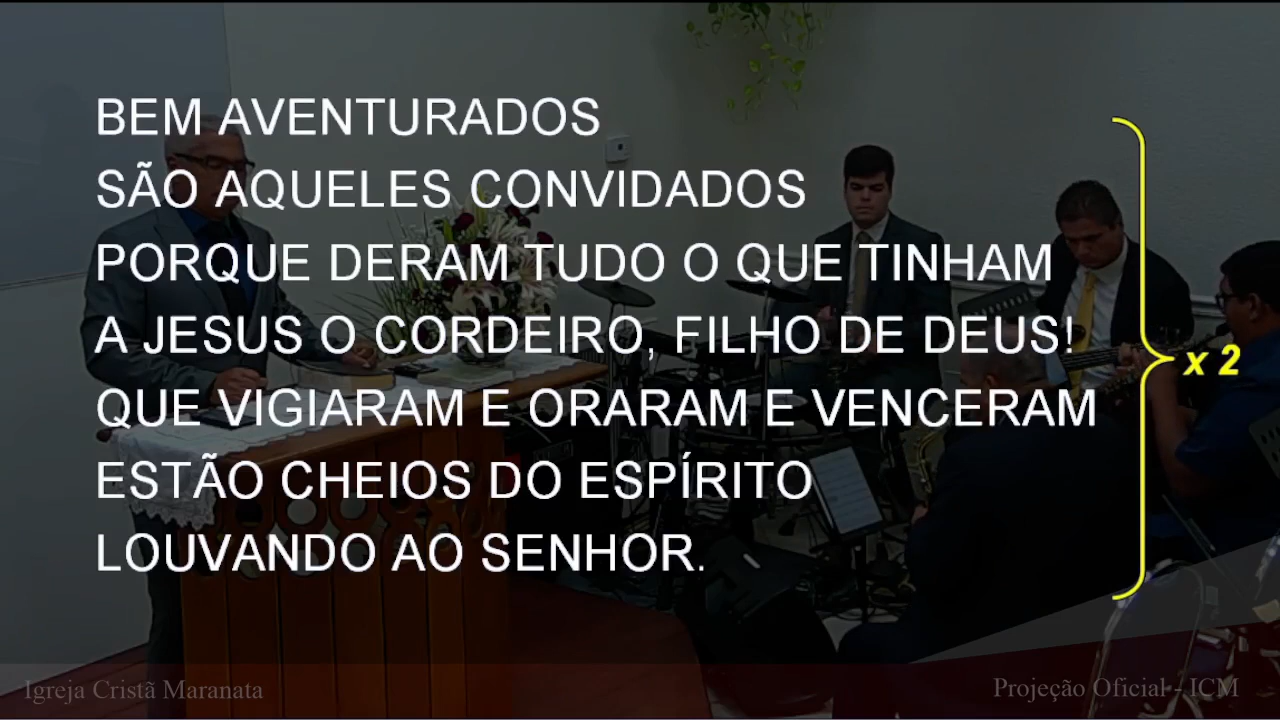 BEM AVENTURADOS
SÃO AQUELES CONVIDADOS
PORQUE DERAM TUDO O QUE TINHAM
A JESUS O CORDEIRO, FILHO DE DEUS!
QUE VIGIARAM E ORARAM E VENCERAM
ESTÃO CHEIOS DO ESPÍRITO
LOUVANDO AO SENHOR.
x 2
Igreja Cristã Maranata
Projeção Oficial - ICM